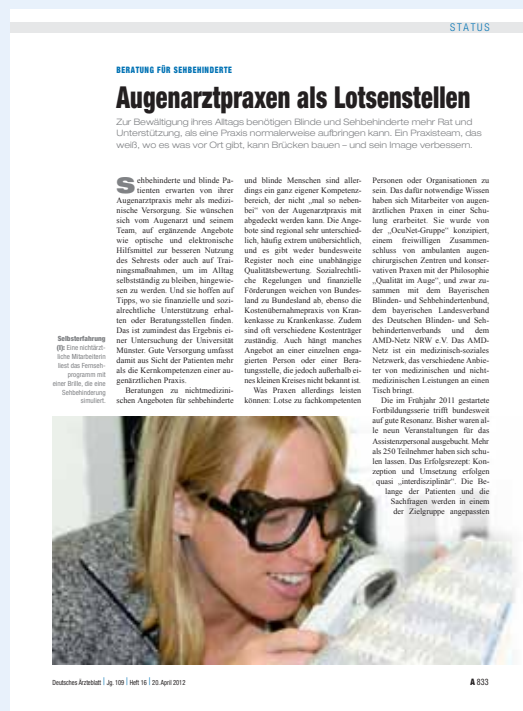 STATUS
BERATUNG FÜR SEHBEHINDERTE
Augenarztpraxen als Lotsenstellen
Zur Bewältigung ihres Alltags benötigen Blinde und Sehbehinderte mehr Rat und
Unterstützung, als eine Praxis normalerweise aufbringen kann. Ein Praxisteam, das
weiß, wo es was vor Ort gibt, kann Brücken bauen – und sein Image verbessern.
Sehbehinderte und blinde Pa-
tienten erwarten von ihrer
Augenarztpraxis mehr als medizi-
nische Versorgung. Sie wünschen
sich vom Augenarzt und seinem
Team, auf ergänzende Angebote
wie optische und elektronische
Hilfsmittel zur besseren Nutzung
des Sehrests oder auch auf Trai-
ningsmaßnahmen, um im Alltag
selbstständig zu bleiben, hingewie-
sen zu werden. Und sie hoffen auf
Tipps, wo sie finanzielle und sozi-
alrechtliche Unterstützung erhal-
ten oder Beratungsstellen finden.
Das ist zumindest das Ergebnis ei-
ner Untersuchung der Universität
Münster. Gute Versorgung umfasst
damit aus Sicht der Patienten mehr
als die Kernkompetenzen einer au-
genärztlichen Praxis.
Beratungen zu nichtmedizini-
schen Angeboten für sehbehinderte
und blinde Menschen sind aller-
dings ein ganz eigener Kompetenz-
bereich, der nicht „mal so neben-
bei“ von der Augenarztpraxis mit
abgedeckt werden kann. Die Ange-
bote sind regional sehr unterschied-
lich, häufig extrem unübersichtlich,
und es gibt weder bundesweite
Register noch eine unabhängige
Qualitätsbewertung. Sozialrechtli-
che Regelungen und finanzielle
Förderungen weichen von Bundes-
land zu Bundesland ab, ebenso die
Kostenübernahmepraxis von Kran-
kenkasse zu Krankenkasse. Zudem
sind oft verschiedene Kostenträger
zuständig. Auch hängt manches
Angebot an einer einzelnen enga-
gierten Person oder einer Bera-
tungsstelle, die jedoch außerhalb ei-
nes kleinen Kreises nicht bekannt ist.
Was Praxen allerdings leisten
können: Lotse zu fachkompetenten
Personen oder Organisationen zu
sein. Das dafür notwendige Wissen
haben sich Mitarbeiter von augen-
ärztlichen Praxen in einer Schu-
lung erarbeitet. Sie wurde von
der „OcuNet-Gruppe“ konzipiert,
einem freiwilligen Zusammen-
schluss von ambulanten augen-
chirurgischen Zentren und konser-
vativen Praxen mit der Philosophie
„Qualität im Auge“, und zwar zu-
sammen mit dem Bayerischen
Blinden- und Sehbehindertenbund,
dem bayerischen Landesverband
des Deutschen Blinden- und Seh-
behindertenverbands und dem
AMD-Netz NRW e.V. Das AMD-
Netz ist ein medizinisch-soziales
Netzwerk, das verschiedene Anbie-
ter von medizinischen und nicht-
medizinischen Leistungen an einen
Tisch bringt.
Die im Frühjahr 2011 gestartete
Fortbildungsserie trifft bundesweit
auf gute Resonanz. Bisher waren al-
le neun Veranstaltungen für das
Assistenzpersonal ausgebucht. Mehr
als 250 Teilnehmer haben sich schu-
len lassen. Das Erfolgsrezept: Kon-
zeption und Umsetzung erfolgen
quasi „interdisziplinär“. Die Be-
lange der Patienten und die
Sachfragen werden in einem
der Zielgruppe angepassten
Selbsterfahrung
(I): Eine nichtärzt-
liche Mitarbeiterin
liest das Fernseh-
programm mit
einer Brille, die eine
Sehbehinderung
simuliert.
Deutsches Ärzteblatt | Jg. 109 | Heft 16 | 20. April 2012
A 833